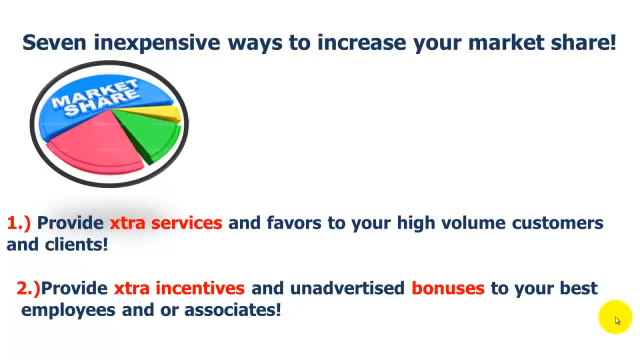 Seven inexpensive ways to increase your market share!
MARKET
SHARE
1.) Provide xtra services and favors to your high volume customers
and clients!
2.)Provide xtra incentives and unadvertised bonuses to your best
employees and or associates!